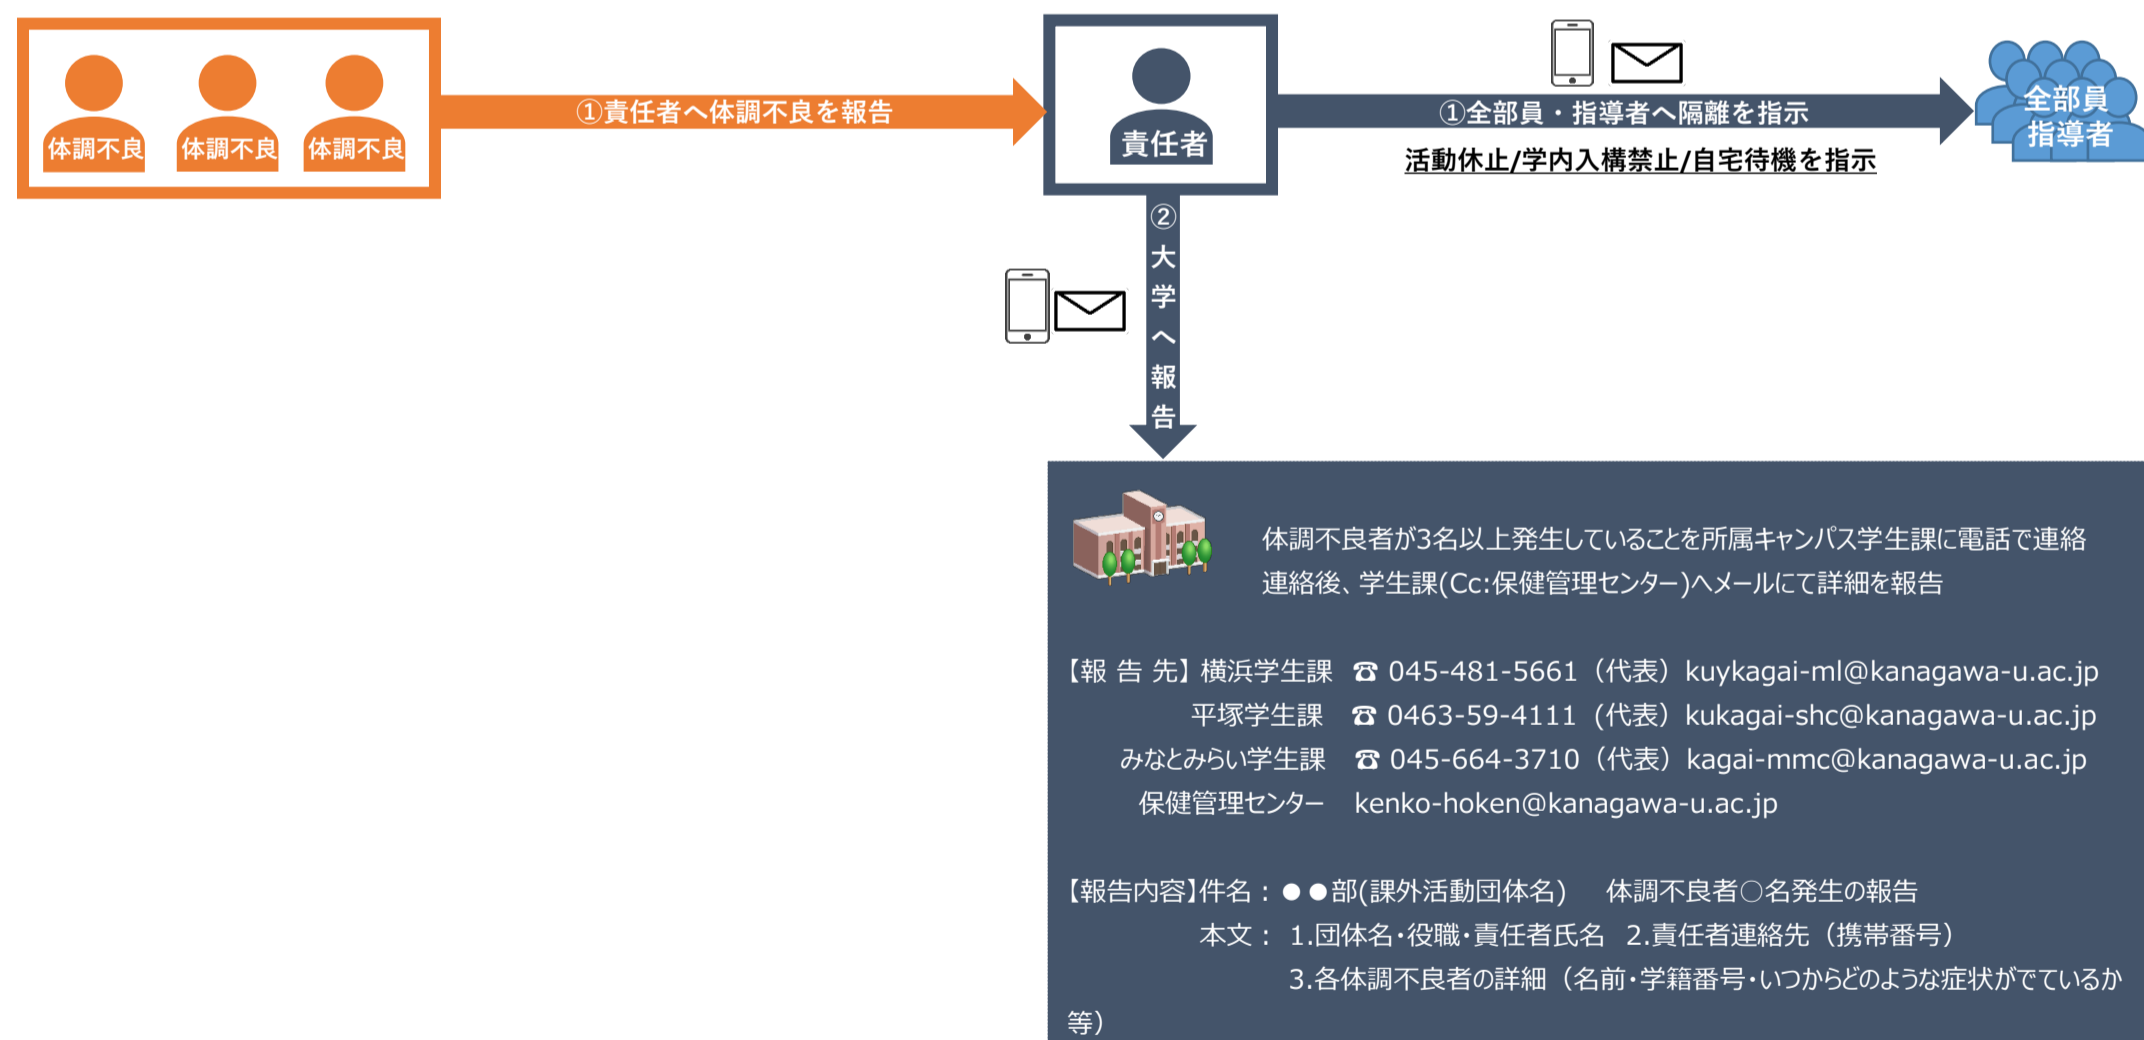 体調不良
体調不良
体調不良
①責任者へ体調不良を報告
責任者
①全部員・指導者へ隔離を指示
活動休止/学内入構禁止/自宅待機を指示
全部員
指導者
②大学へ報告
体調不良者が3名以上発生していることを所属キャンパス学生課に電話で連絡
連絡後、学生課(Cc:保健管理センター)へメールにて詳細を報告
【報 告 先】 横浜学生課 ☎ 045-481-5661（代表）kuykagai-ml@kanagawa-u.ac.jp
平塚学生課 ☎ 0463-59-4111（代表）kukagai-shc@kanagawa-u.ac.jp
みなとみらい学生課 ☎ 045-664-3710（代表）kagai-mmc@kanagawa-u.ac.jp
保健管理センター kenko-hoken@kanagawa-u.ac.jp
【報告内容】件名：●●部(課外活動団体名) 体調不良者○名発生の報告
本文： 1.団体名・役職・責任者氏名 2.責任者連絡先（携帯番号）
3.各体調不良者の詳細（名前・学籍番号・いつからどのような症状がでているか
等）